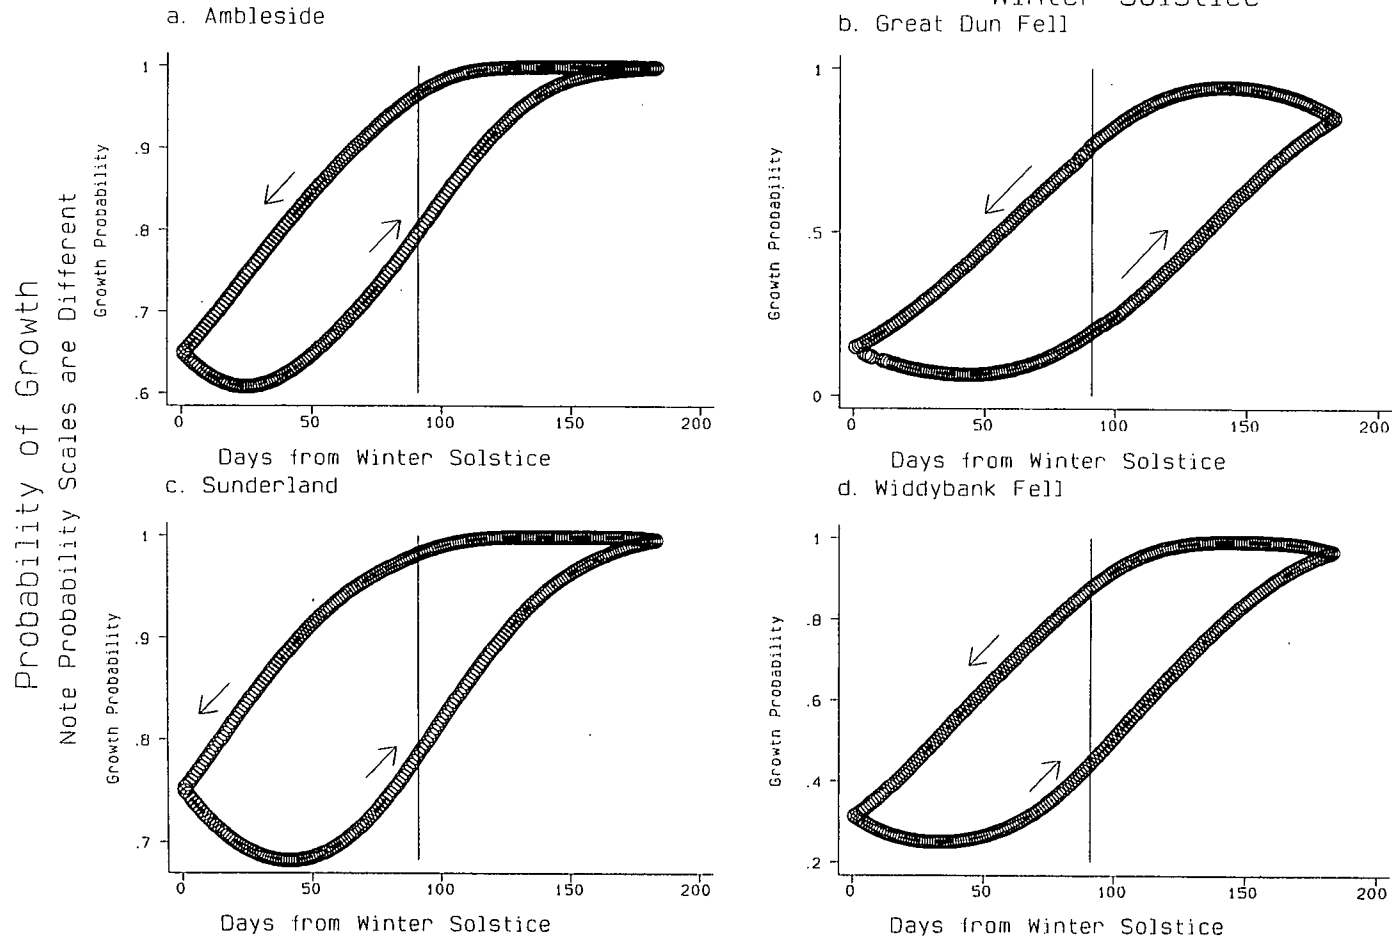 Winter Solstice
Probability of Growth
Note Probability Scales are Different
a. Ambleside
Growth Probability
1
.9
.8
.7
.6
0 50 100 150 200
Days from Winter Solstice
b. Great Dun Fell
Growth Probability
1
.5
0
0 50 100 150 200
Days from Winter Solstice
c. Sunderland
Growth Probability
1
.9
.8
.7
0 50 100 150 200
Days from Winter Solstice
d. Widdybank Fell
Growth Probability
1
.8
.6
.4
.2
0 50 100 150 200
Days from Winter Solstice